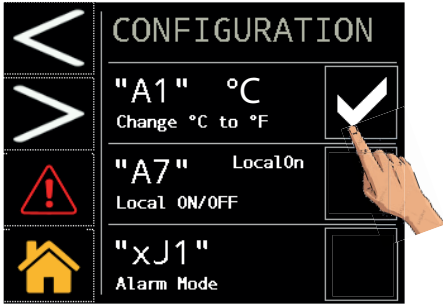 CONFIGURATION
"A1" °C
Change °C to °F
"A7" LocalOn
Local ON/OFF
"xJ1"
Alarm Mode